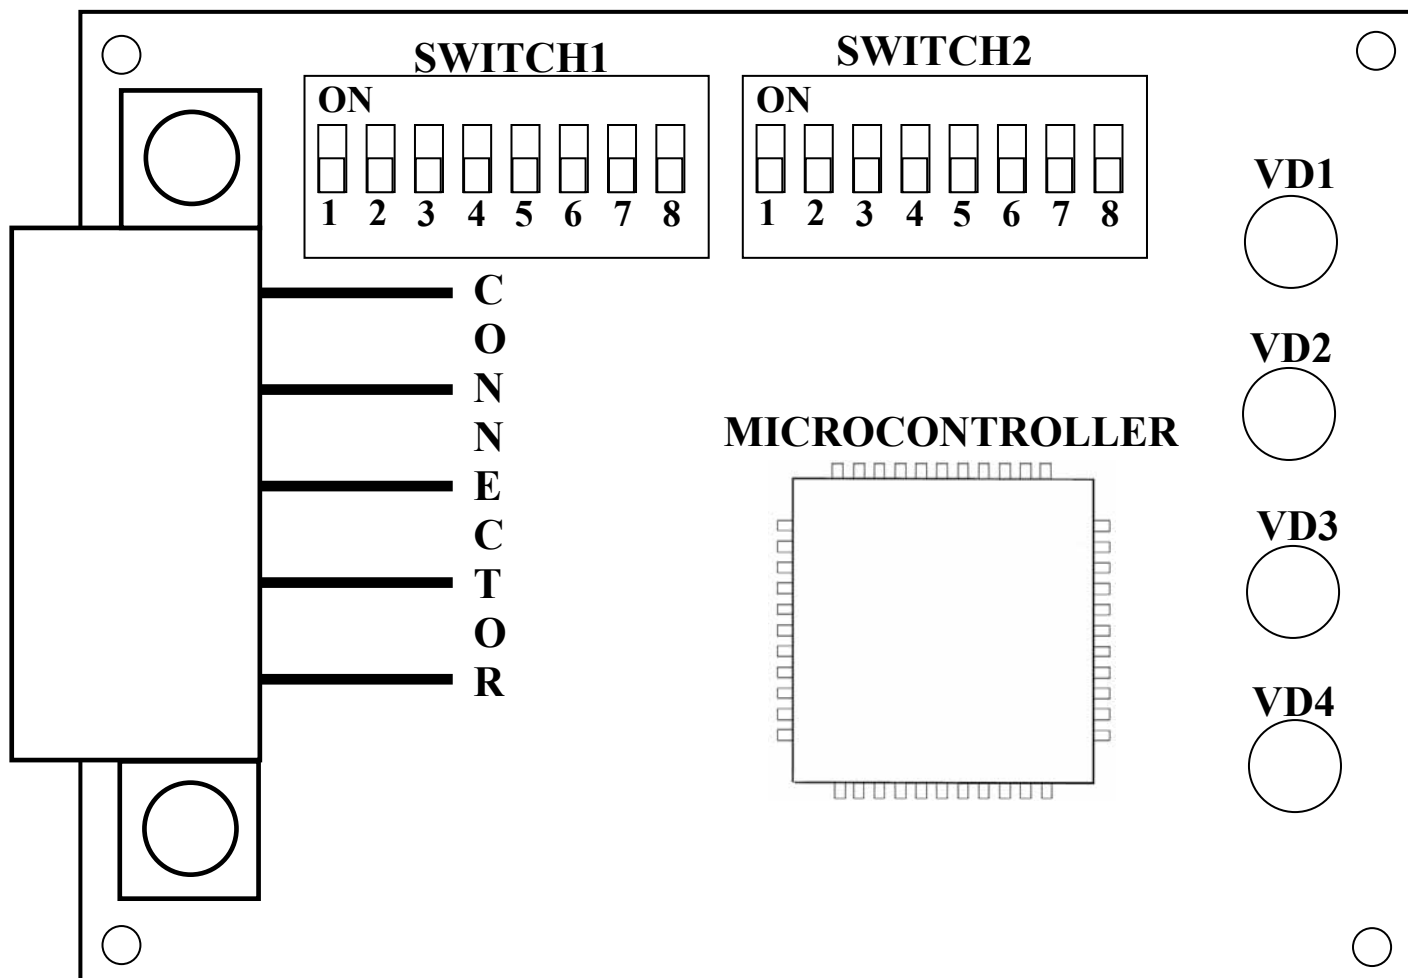 SWITCH1
ON
1 2 3 4 5 6 7 8
SWITCH2
ON
1 2 3 4 5 6 7 8
C
O
N
N
E
C
T
O
R
MICROCONTROLLER
VD1
VD2
VD3
VD4